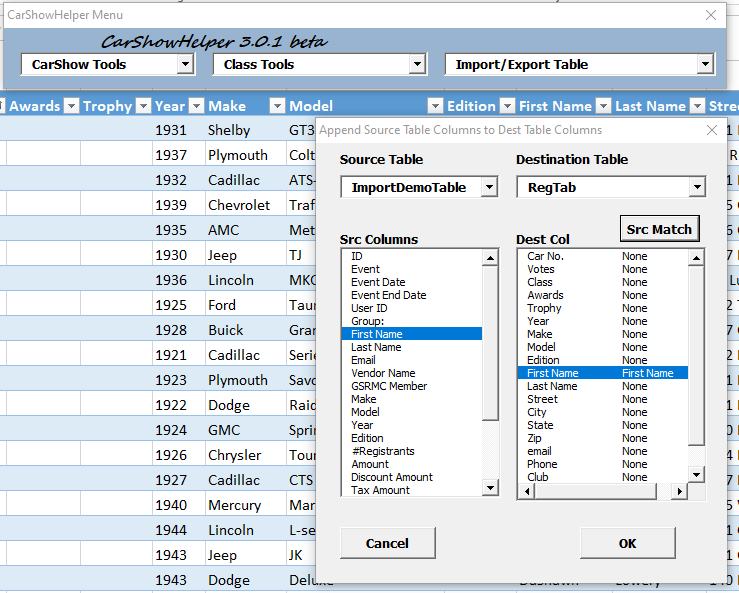 CarShowHelper Menu
CarShowHelper 3.0.1 beta
CarShow Tools Class Tools Import/Export Table
Awards Trophy Year Make Model Edition First Name Last Name Stree
1931 Shelby GT3
1937 Plymouth Colt
1932 Cadillac ATS-
1939 Chevrolet Traf
1935 AMC Met
1930 Jeep TJ
1936 Lincoln MKC
1925 Ford Taur
1928 Buick Gran
1921 Cadillac Serie
1923 Plymouth Savo
1922 Dodge Raid
1924 GMC Sprin
1926 Chrysler Tour
1927 Cadillac CTS
1940 Mercury Mar
1944 Lincoln L-se
1943 Jeep JK
1943 Dodge Deluxe
Append Source Table Columns to Dest Table Columns
Source Table Destination Table
ImportDemoTable RegTab
Src Match
Src Columns Dest Col
ID
Event
Event Date
Event End Date
User ID
Group:
First Name
Last Name
Email
Vendor Name
GSRMC Member
Make
Model
Year
Edition
#Registrants
Amount
Discount Amount
Tax Amount
Car No. None
Votes None
Class None
Awards None
Trophy None
Year None
Make None
Model None
Edition None
First Name First Name
Last Name None
Street None
City None
State None
Zip None
email None
Phone None
Club None
Cancel OK